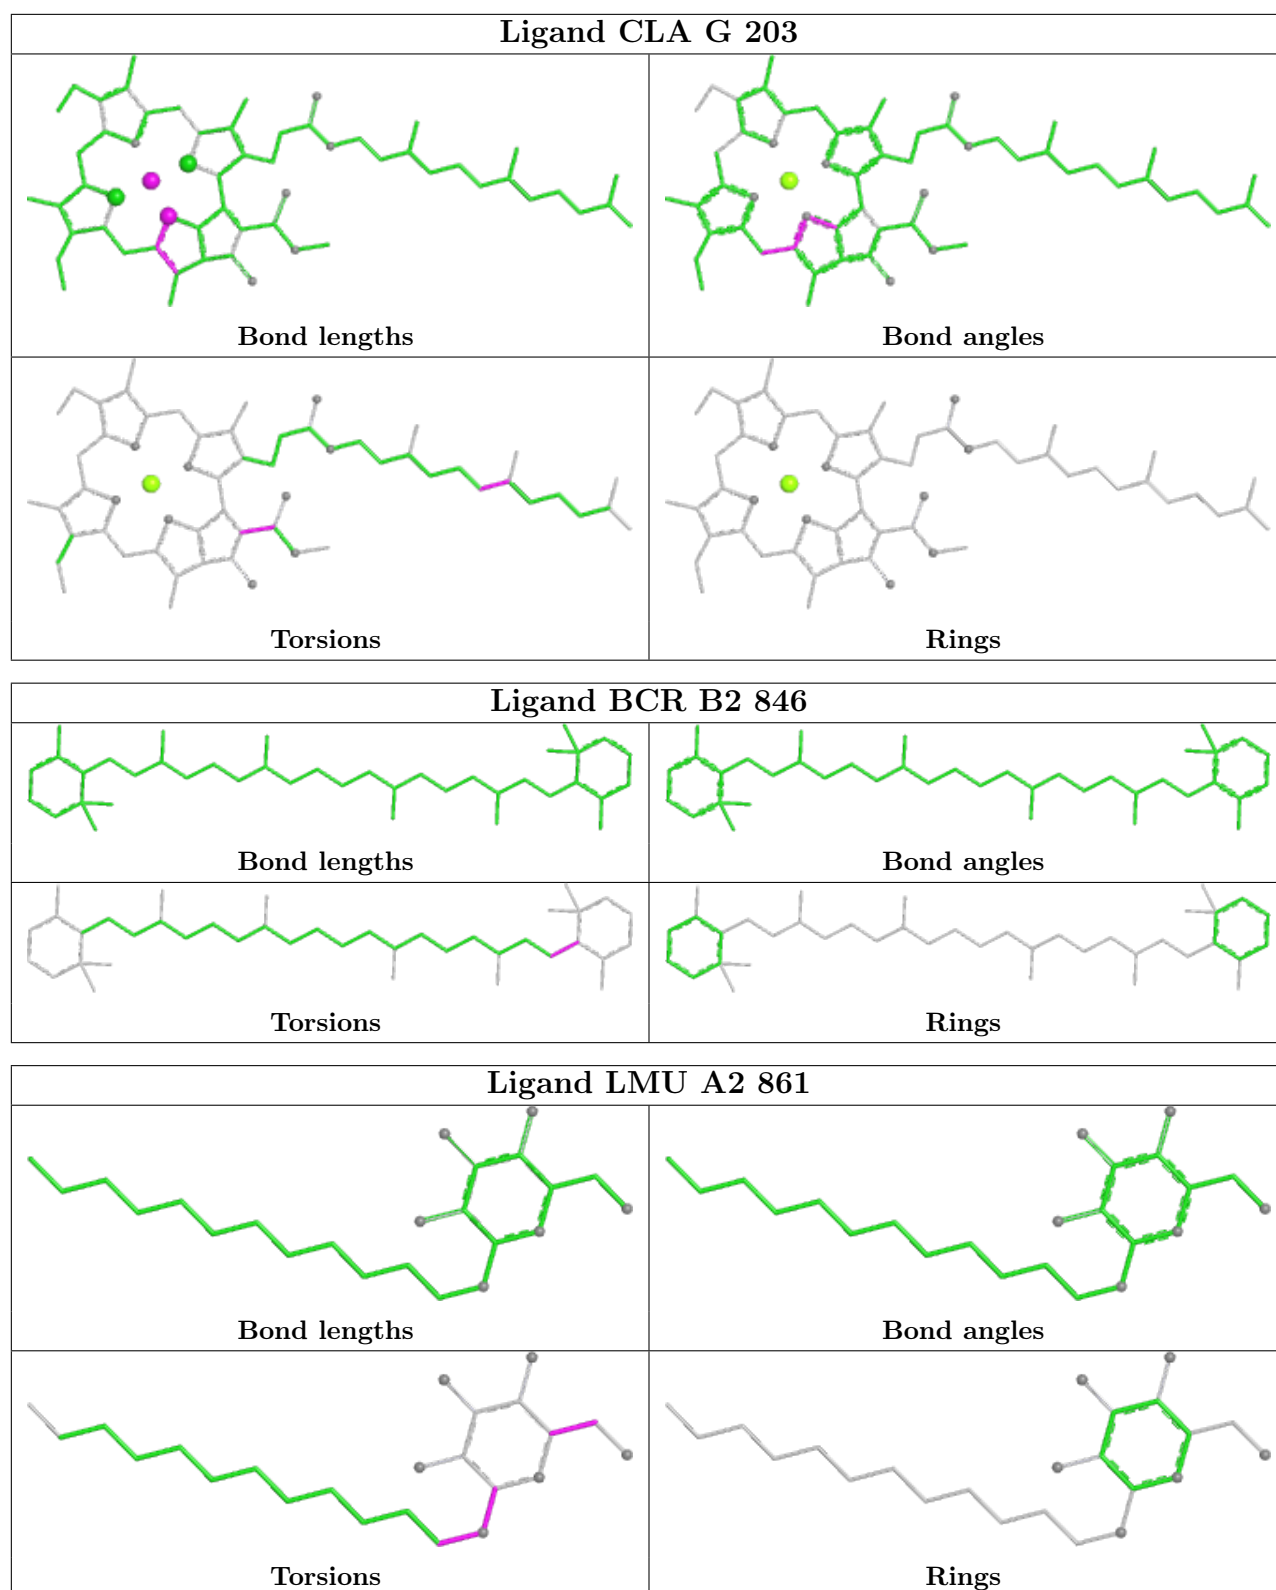 Ligand CLA G 203
Bond lengths
Bond angles
Torsions
Rings
Ligand BCR B2 846
Bond lengths
Bond angles
Torsions
Rings
Ligand LMU A2 861
Bond lengths
Bond angles
Torsions
Rings